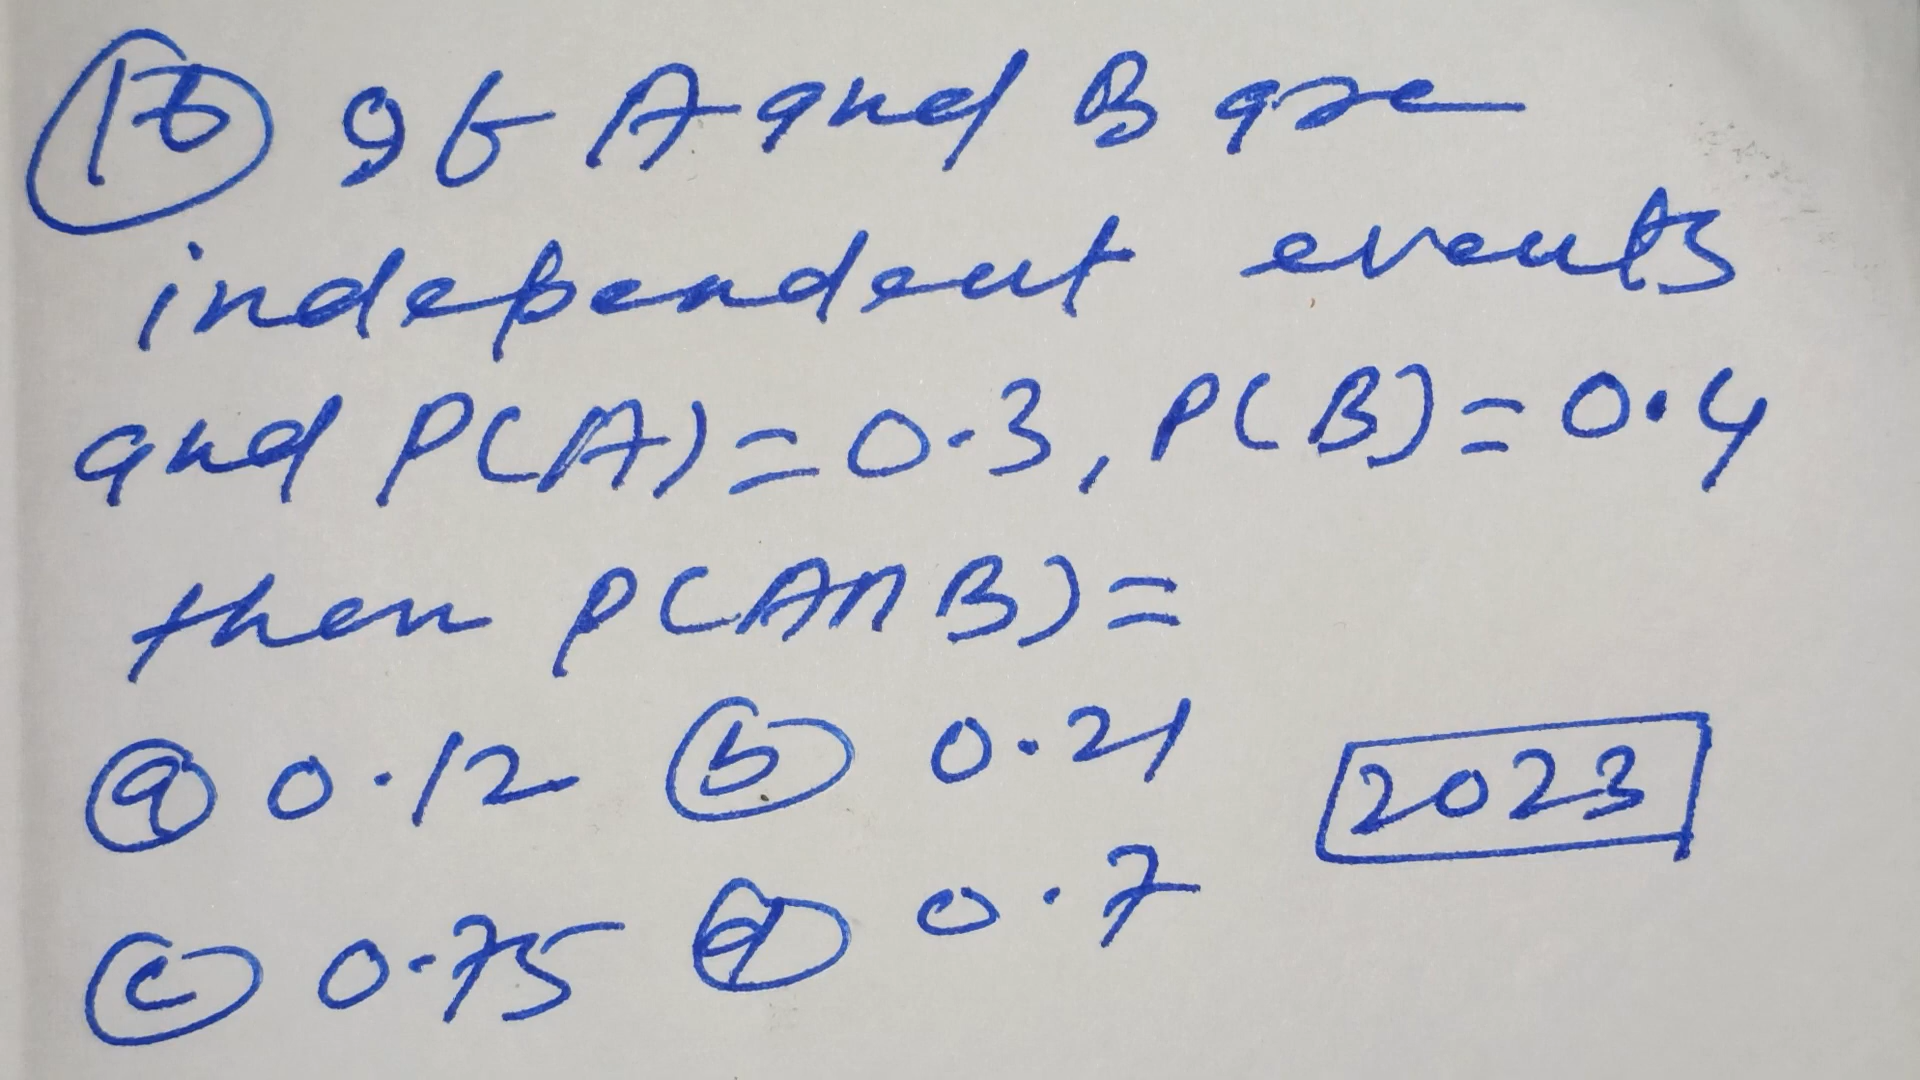 16 If A and B are
independent events
and P(A)=0.3, P(B)=0.4
then P(A∩B)=
(a) 0.12 (b) 0.21
2023
(c) 0.75 (d) 0.7